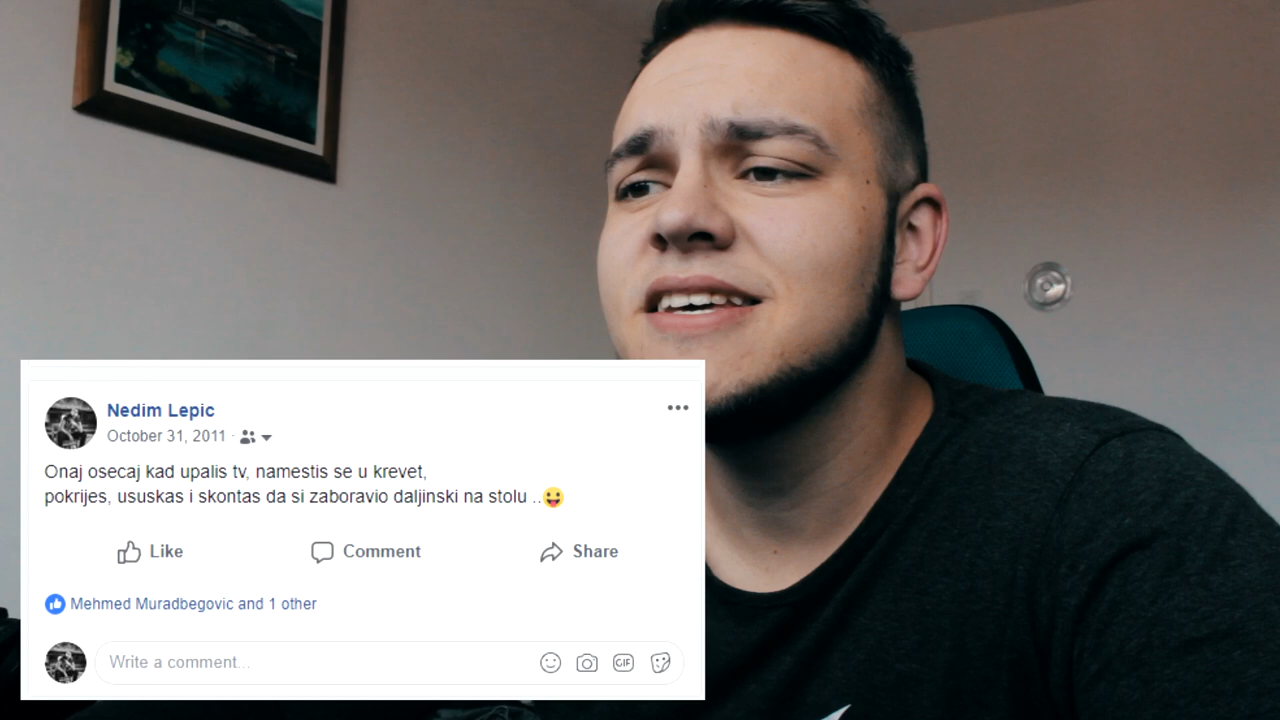 Nedim Lepic
October 31, 2011 ·
Onaj osecaj kad upalis tv, namestis se u krevet,
pokrijes, ususkas i skontas da si zaboravio daljinski na stolu ..😛
Like Comment Share
Mehmed Muradbegovic and 1 other
Write a comment...
GIF